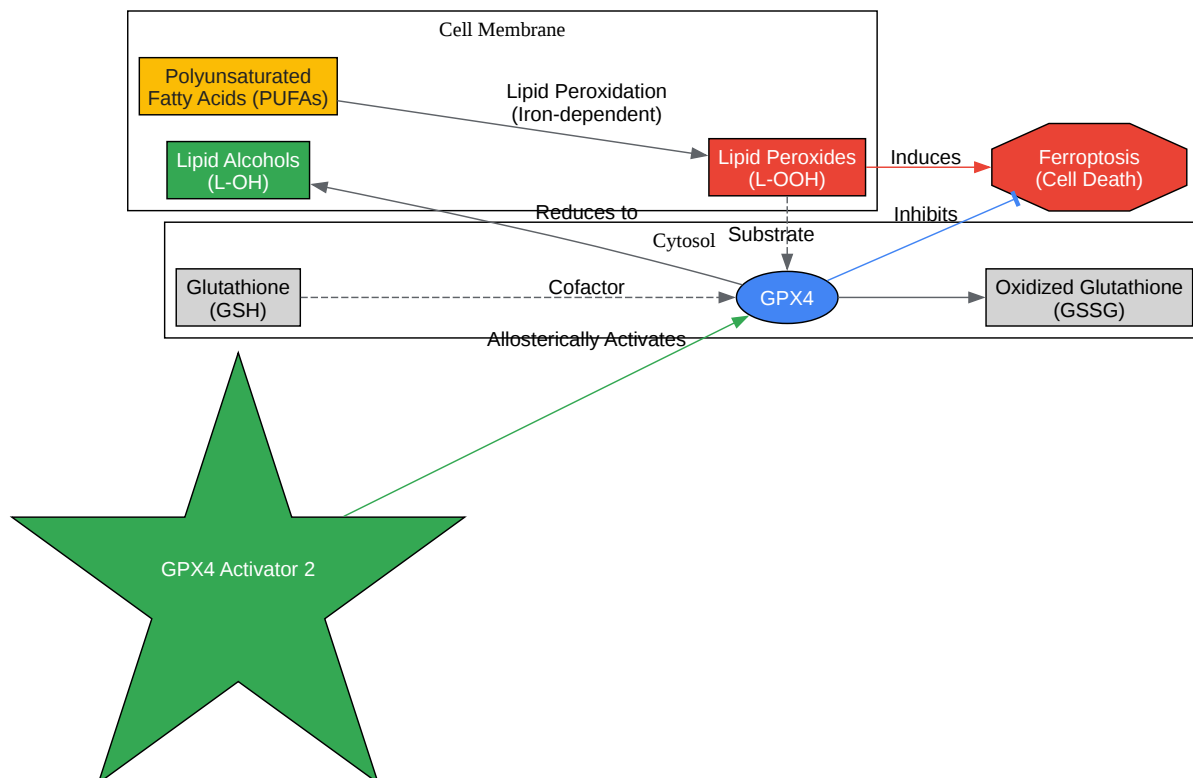 Cell Membrane
Polyunsaturated
Fatty Acids (PUFAs)
Lipid Peroxidation
(Iron-dependent)
Lipid Alcohols
(L-OH)
Lipid Peroxides
(L-OOH)
Induces
Ferroptosis
(Cell Death)
Reduces to
Inhibits
Cytosol
Substrate
Glutathione
(GSH)
Cofactor
GPX4
Oxidized Glutathione
(GSSG)
Allosterically Activates
GPX4 Activator 2